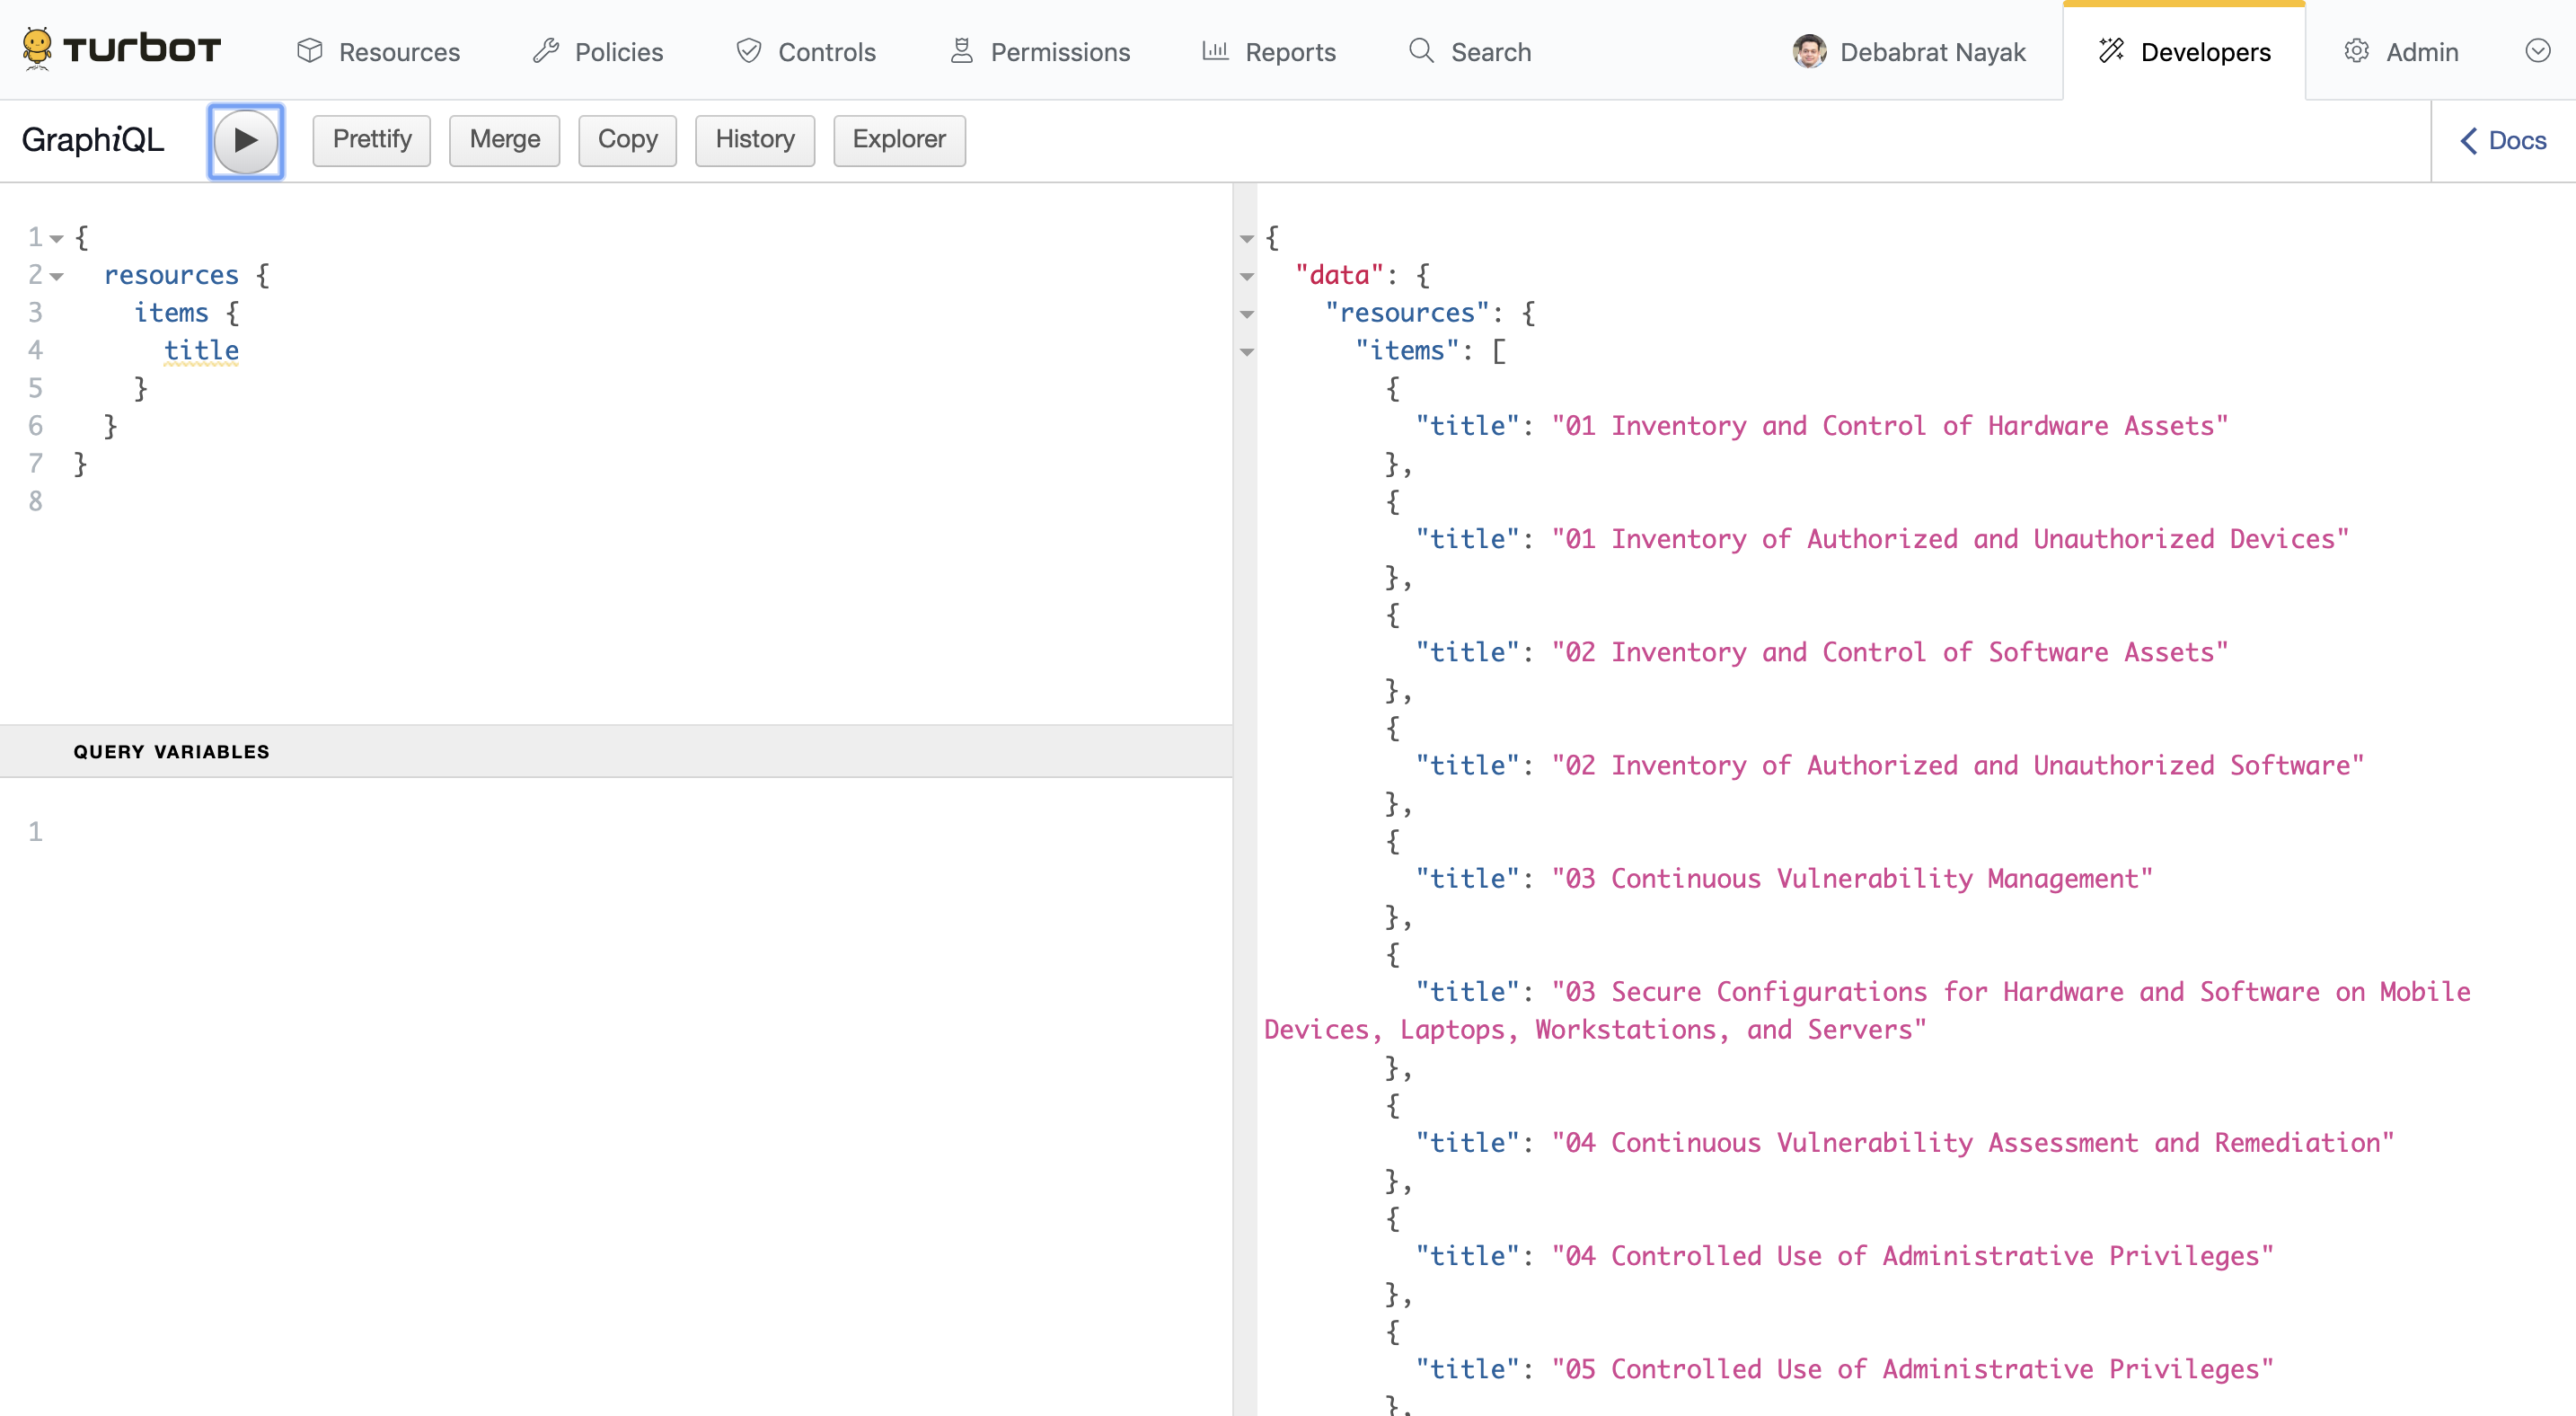 TURBOT Resources Policies Controls Permissions Reports Search Debabrat Nayak Developers Admin
GraphiQL Prettify Merge Copy History Explorer Docs
1 {
2 resources {
3 items {
4 title
5 }
6 }
7 }
8
QUERY VARIABLES
1
{
"data": {
"resources": {
"items": [
{
"title": "01 Inventory and Control of Hardware Assets"
},
{
"title": "01 Inventory of Authorized and Unauthorized Devices"
},
{
"title": "02 Inventory and Control of Software Assets"
},
{
"title": "02 Inventory of Authorized and Unauthorized Software"
},
{
"title": "03 Continuous Vulnerability Management"
},
{
"title": "03 Secure Configurations for Hardware and Software on Mobile
Devices, Laptops, Workstations, and Servers"
},
{
"title": "04 Continuous Vulnerability Assessment and Remediation"
},
{
"title": "04 Controlled Use of Administrative Privileges"
},
{
"title": "05 Controlled Use of Administrative Privileges"
},